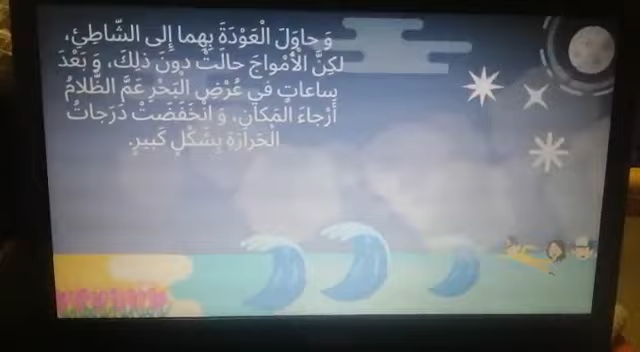 وَ حاوَلَ الْعَوْدَةَ بِهِما إِلى الشّاطِئِ،
لكِنَّ الْأَمْواجَ حالَتْ دونَ ذلِكَ، وَ بَعْدَ
ساعاتٍ في عُرْضِ الْبَحْرِ عَمَّ الظَّلامُ
أَرْجاءَ الْمَكانِ، وَ انْخَفَضَتْ دَرَجاتُ
الْحَرارَةِ بِشَكْلٍ كَبيرٍ.